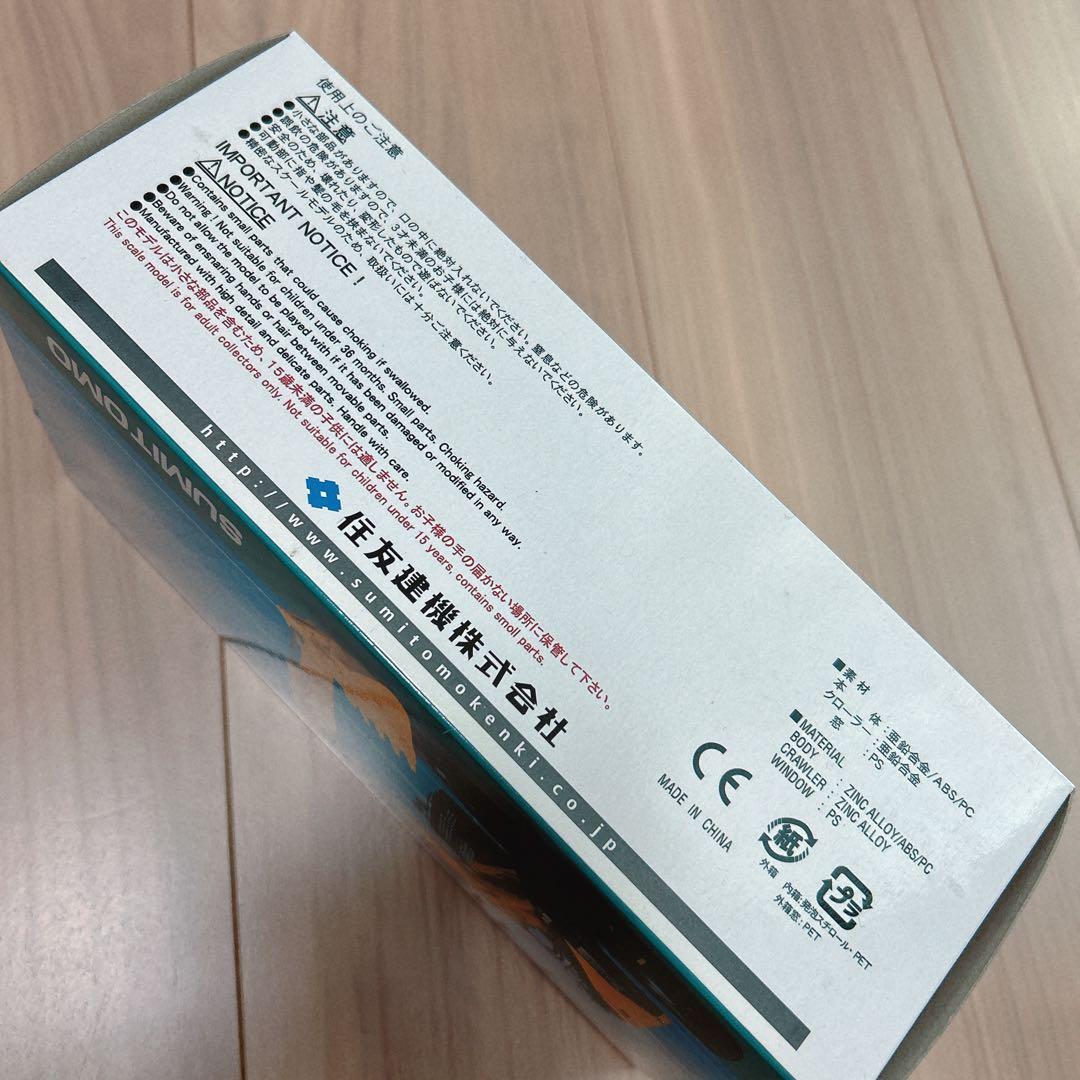 使用上のご注意
⚠注意
●小さな部品がありますので、口の中に絶対入れないでください。窒息などの危険があります。
●誤飲の危険がありますので、3才未満のお子様には絶対に与えないでください。
●安全のため、壊れたり、変形したもので遊ばないでください。
●可動部に指や髪の毛を挟まないでください。
●精密なスケールモデルのため、取扱いには十分ご注意ください。
IMPORTANT NOTICE!
⚠NOTICE
●Contains small parts that could cause choking if swallowed.
●Warning! Not suitable for children under 36 months. Small parts. Choking hazard.
●Do not allow the model to be played with if it has been damaged or modified in any way.
●Beware of ensnaring hands or hair between movable parts.
●Manufactured with high detail and delicate parts. Handle with care.
このモデルは小さな部品を含むため、15歳未満の子供には適しません。お子様の手の届かない場所に保管して下さい。
This scale model is for adult collectors only. Not suitable for children under 15 years, contains smoll parts.
住友建機株式会社
http://www.sumitomokenki.co.jp
■素材
本体:亜鉛合金/ABS/PC
クローラー:亜鉛合金
窓:PS
■MATERIAL
BODY : ZINC ALLOY/ABS/PC
CRAWLER : ZINC ALLOY
WINDOW : PS
CE
MADE IN CHINA
紙
外箱
プラ
内箱:発泡スチロール・PET
外箱窓:PET
SUMITOMO